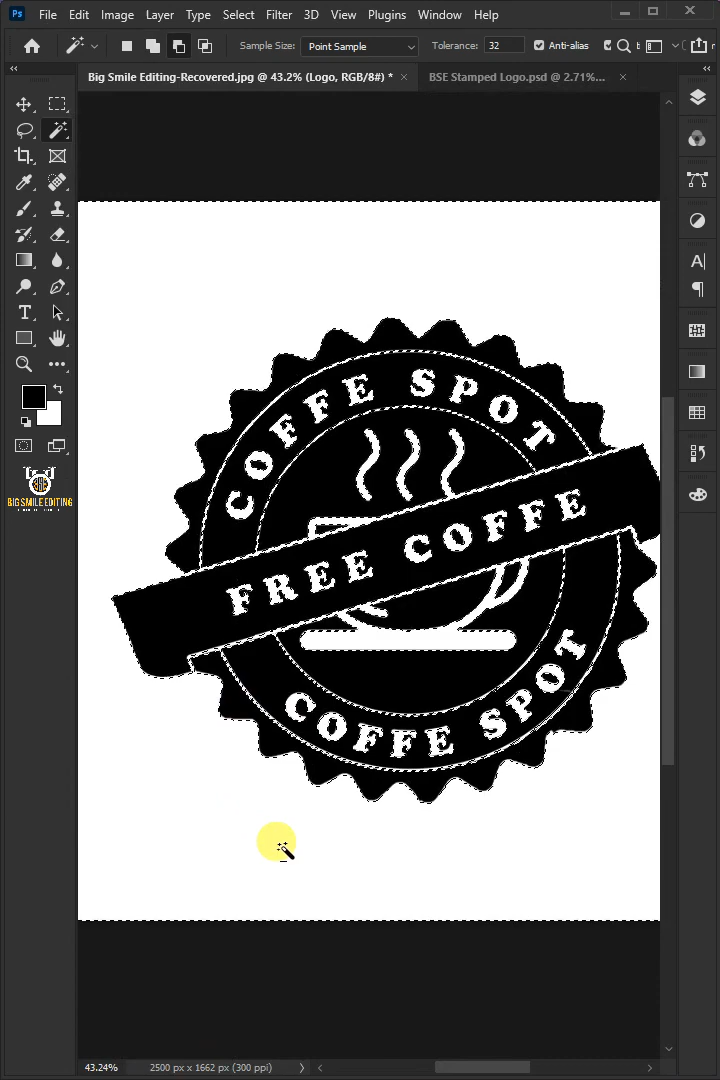 Ps File Edit Image Layer Type Select Filter 3D View Plugins Window Help
Sample Size: Point Sample Tolerance: 32 Anti-alias
Big Smile Editing-Recovered.jpg @ 43.2% (Logo, RGB/8#) * × BSE Stamped Logo.psd @ 2.71%... ×
COFFE SPOT
FREE COFFE
COFFE SPOT
BIG SMILE EDITING
43.24% 2500 px x 1662 px (300 ppi)